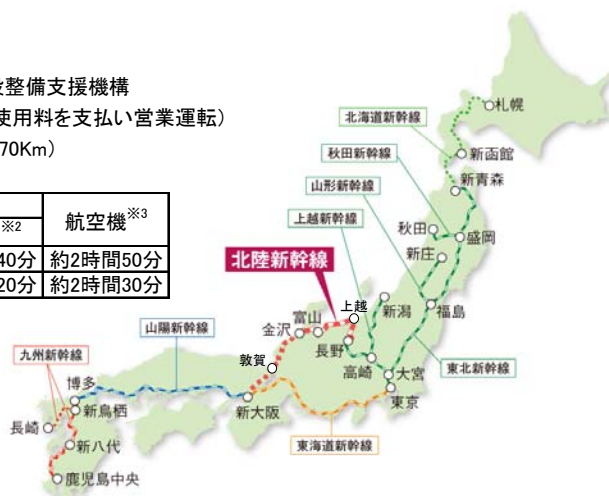 設整備支援機構
使用料を支払い営業運転）
70Km）
※2
航空機※3
40分 約2時間50分
20分 約2時間30分
札幌
北海道新幹線
新函館
秋田新幹線
新青森
山形新幹線
上越新幹線
秋田
盛岡
新庄
北陸新幹線
上越
新潟
福島
富山
金沢
山陽新幹線
長野
敦賀
高崎
大宮
東北新幹線
九州新幹線
博多
東京
新鳥栖
新大阪
長崎
東海道新幹線
新八代
鹿児島中央